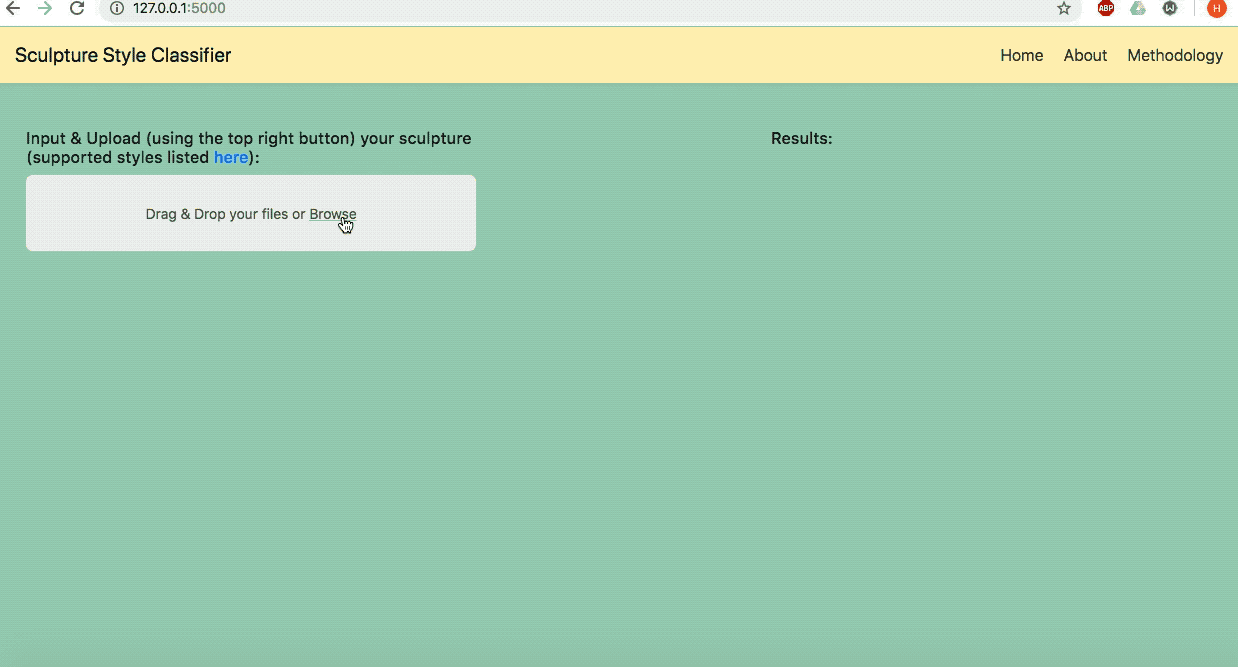 127.0.0.1:5000
ABP
W
H
Sculpture Style Classifier
Home About Methodology
Input & Upload (using the top right button) your sculpture
(supported styles listed here):
Results:
Drag & Drop your files or Browse